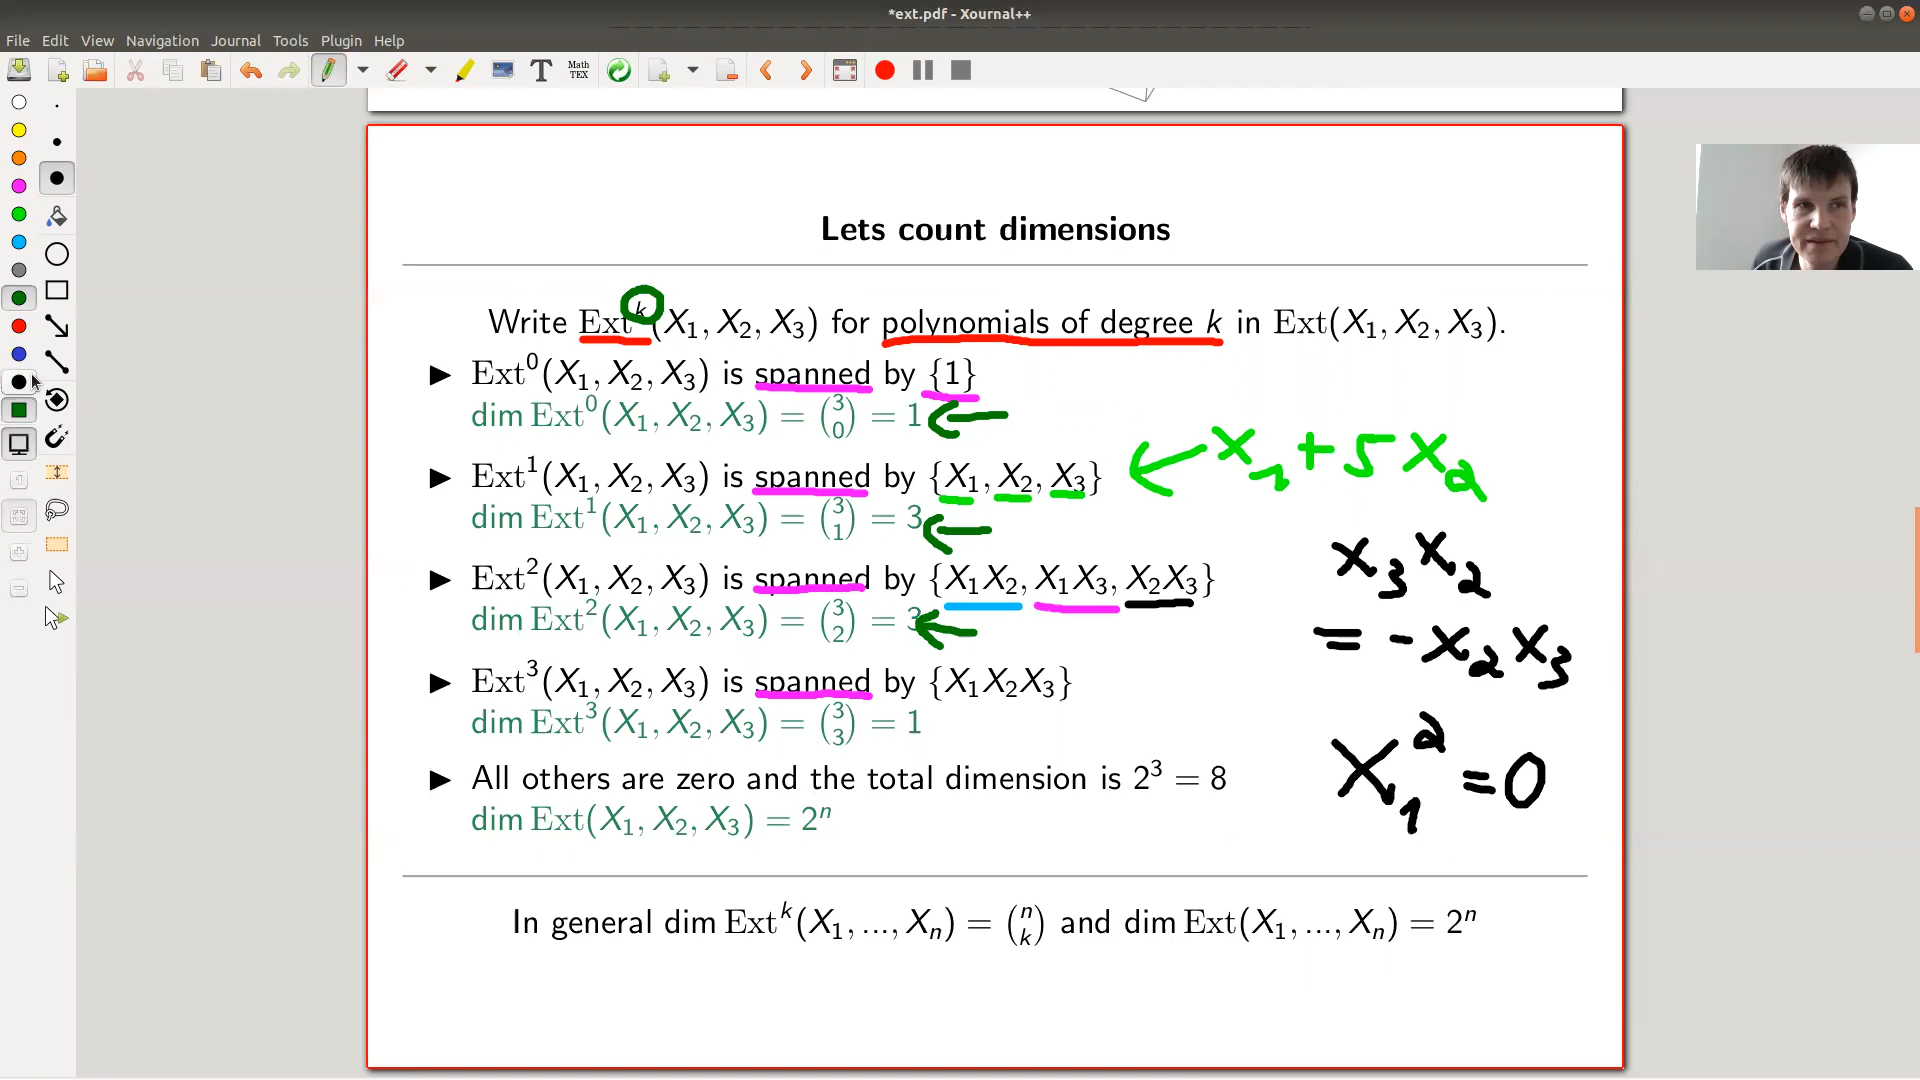 *ext.pdf - Xournal++
File Edit View Navigation Journal Tools Plugin Help
Math TEX
Lets count dimensions
Write Ext^k(X₁, X₂, X₃) for polynomials of degree k in Ext(X₁, X₂, X₃).
▶ Ext⁰(X₁, X₂, X₃) is spanned by {1}
dim Ext⁰(X₁, X₂, X₃) = (3 0) = 1
x₁ + 5 x₂
▶ Ext¹(X₁, X₂, X₃) is spanned by {X₁, X₂, X₃}
dim Ext¹(X₁, X₂, X₃) = (3 1) = 3
x₃ x₂
▶ Ext²(X₁, X₂, X₃) is spanned by {X₁X₂, X₁X₃, X₂X₃}
dim Ext²(X₁, X₂, X₃) = (3 2) = 3
= - x₂ x₃
▶ Ext³(X₁, X₂, X₃) is spanned by {X₁X₂X₃}
dim Ext³(X₁, X₂, X₃) = (3 3) = 1
x₁² = 0
▶ All others are zero and the total dimension is 2³ = 8
dim Ext(X₁, X₂, X₃) = 2ⁿ
In general dim Ext^k(X₁, ..., Xₙ) = (n k) and dim Ext(X₁, ..., Xₙ) = 2ⁿ